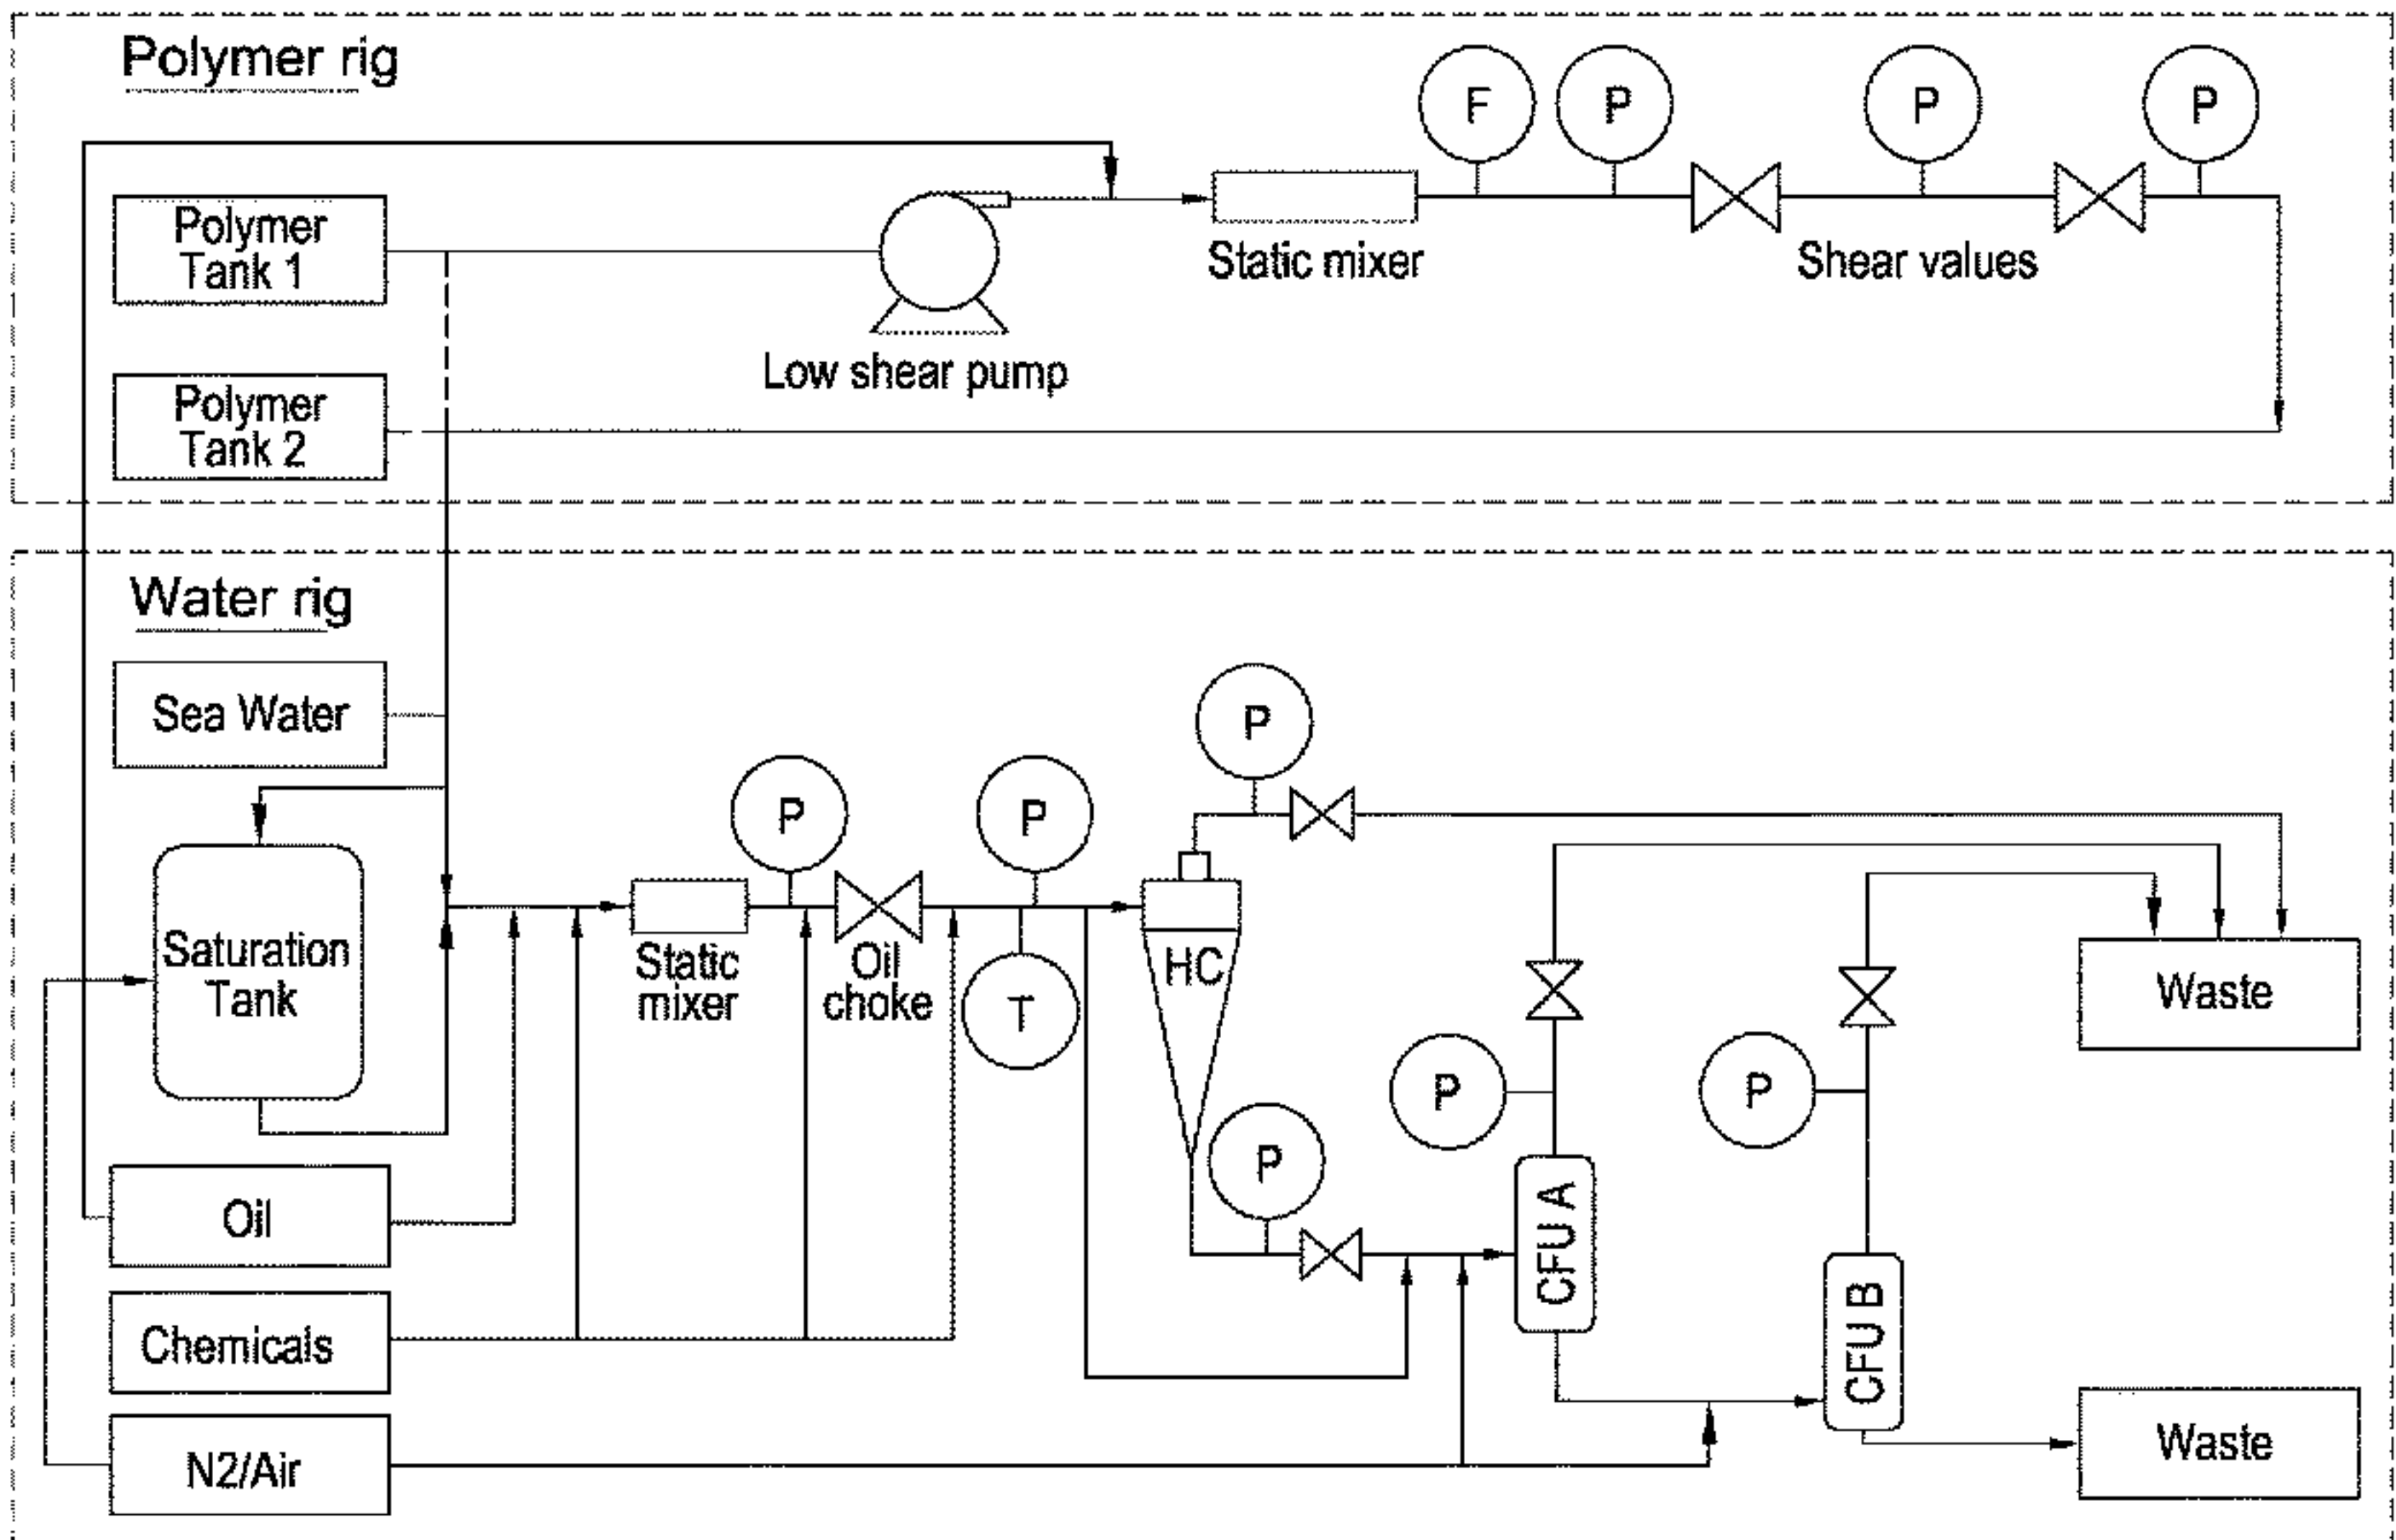 Polymer rig
F
P
P
P
Polymer
Tank 1
Static mixer
Shear values
Low shear pump
Polymer
Tank 2
Water rig
Sea Water
P
P
P
Saturation
Tank
Static
mixer
Oil
choke
T
HC
Waste
P
P
P
Oil
CFU A
CFU B
Chemicals
N2/Air
Waste